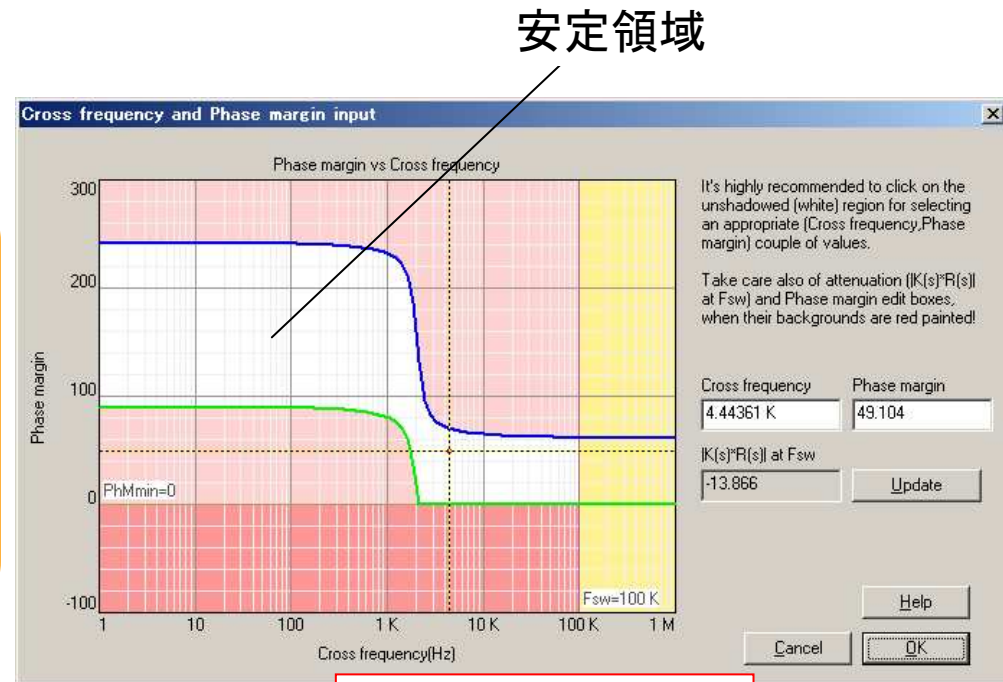 安定領域
Cross frequency and Phase margin input
Phase margin vs Cross frequency
300
200
100
0
-100
Phase margin
PhMmin=0
Fsw=100 K
1
10
100
1 K
10 K
100 K
1 M
Cross frequency(Hz)
It's highly recommended to click on the
unshadowed (white) region for selecting
an appropriate (Cross frequency,Phase
margin) couple of values.
Take care also of attenuation (|K(s)*R(s)|
at Fsw) and Phase margin edit boxes,
when their backgrounds are red painted!
Cross frequency
Phase margin
4.44361 K
49.104
|K(s)*R(s)| at Fsw
-13.866
Update
Help
Cancel
OK